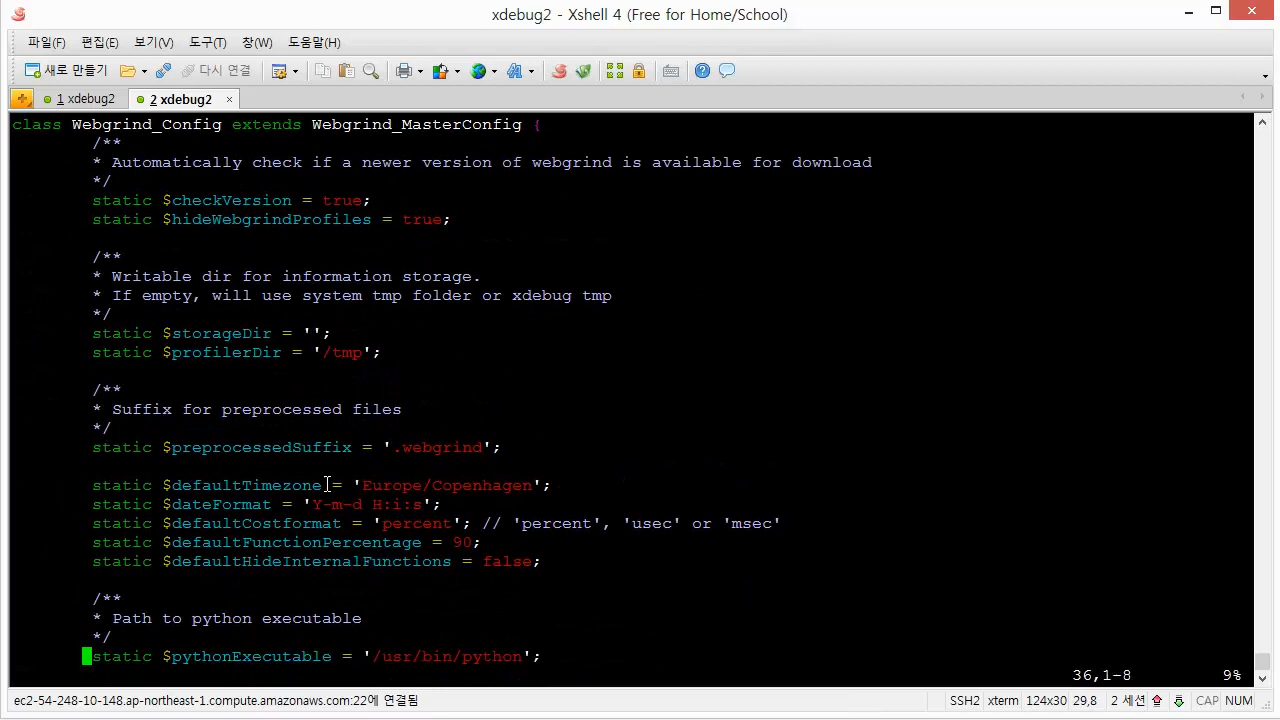 xdebug2 - Xshell 4 (Free for Home/School)
파일(F) 편집(E) 보기(V) 도구(T) 창(W) 도움말(H)
새로 만들기 다시 연결
1 xdebug2 2 xdebug2 ×
class Webgrind_Config extends Webgrind_MasterConfig {
/**
* Automatically check if a newer version of webgrind is available for download
*/
static $checkVersion = true;
static $hideWebgrindProfiles = true;
/**
* Writable dir for information storage.
* If empty, will use system tmp folder or xdebug tmp
*/
static $storageDir = '';
static $profilerDir = '/tmp';
/**
* Suffix for preprocessed files
*/
static $preprocessedSuffix = '.webgrind';
static $defaultTimezone = 'Europe/Copenhagen';
static $dateFormat = 'Y-m-d H:i:s';
static $defaultCostformat = 'percent'; // 'percent', 'usec' or 'msec'
static $defaultFunctionPercentage = 90;
static $defaultHideInternalFunctions = false;
/**
* Path to python executable
*/
static $pythonExecutable = '/usr/bin/python';
36,1-8 9%
ec2-54-248-10-148.ap-northeast-1.compute.amazonaws.com:22에 연결됨 SSH2 xterm 124x30 29,8 2 세션 CAP NUM